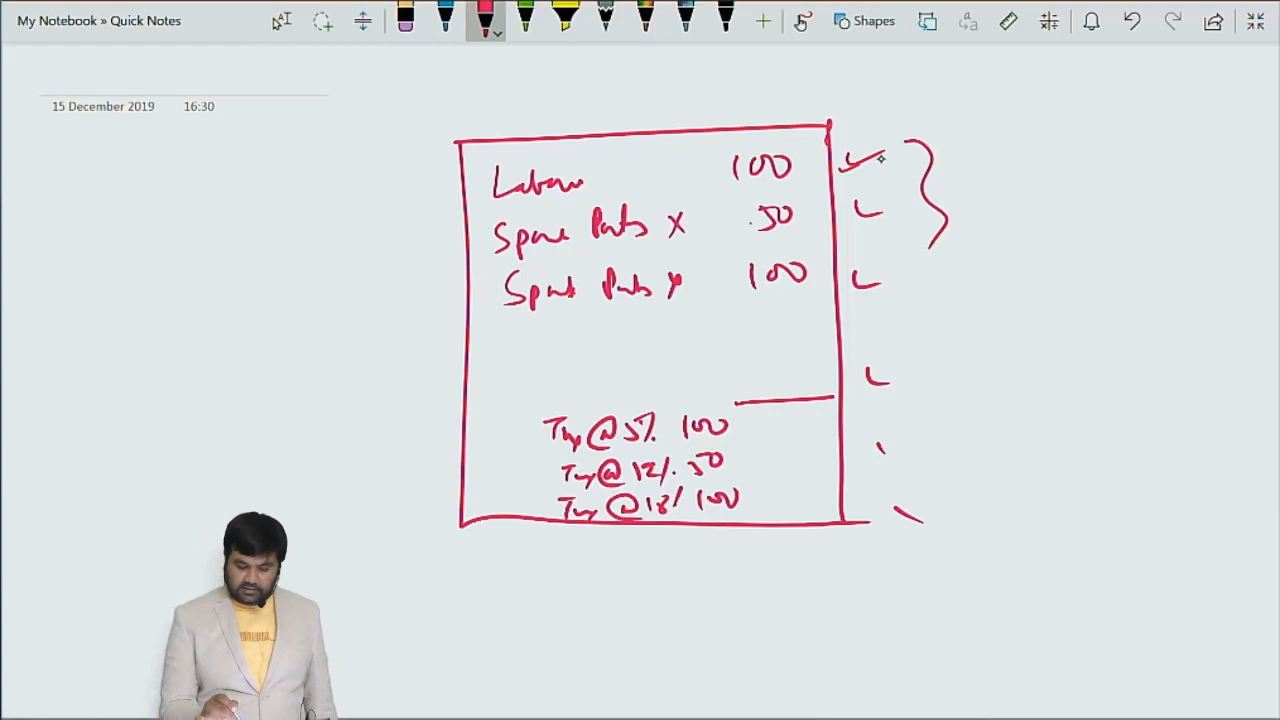 My Notebook » Quick Notes
Shapes
15 December 2019 16:30
Labour 100
Spare Parts X 50
Spare Parts Y 100
Tax @ 5% 100
Tax @ 12% 50
Tax @ 18% 100